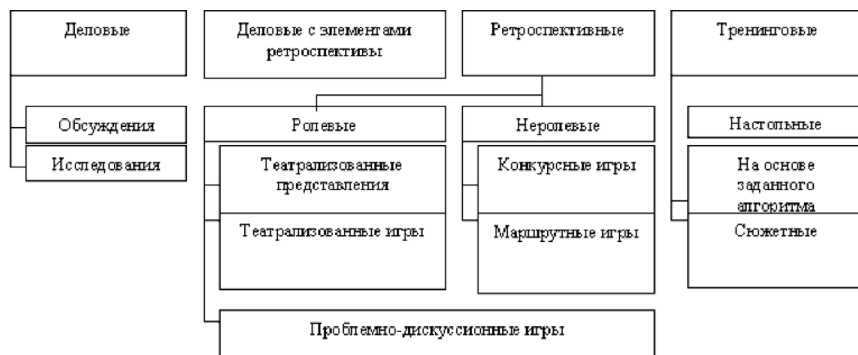 Деловые
Деловые с элементами
ретроспективы
Ретроспективные
Тренинговые
Обсуждения
Ролевые
Неролевые
Настольные
Исследования
Театрализованные
представления
Конкурсные игры
На основе
заданного
алгоритма
Театрализованные игры
Маршрутные игры
Сюжетные
Проблемно-дискуссионные игры